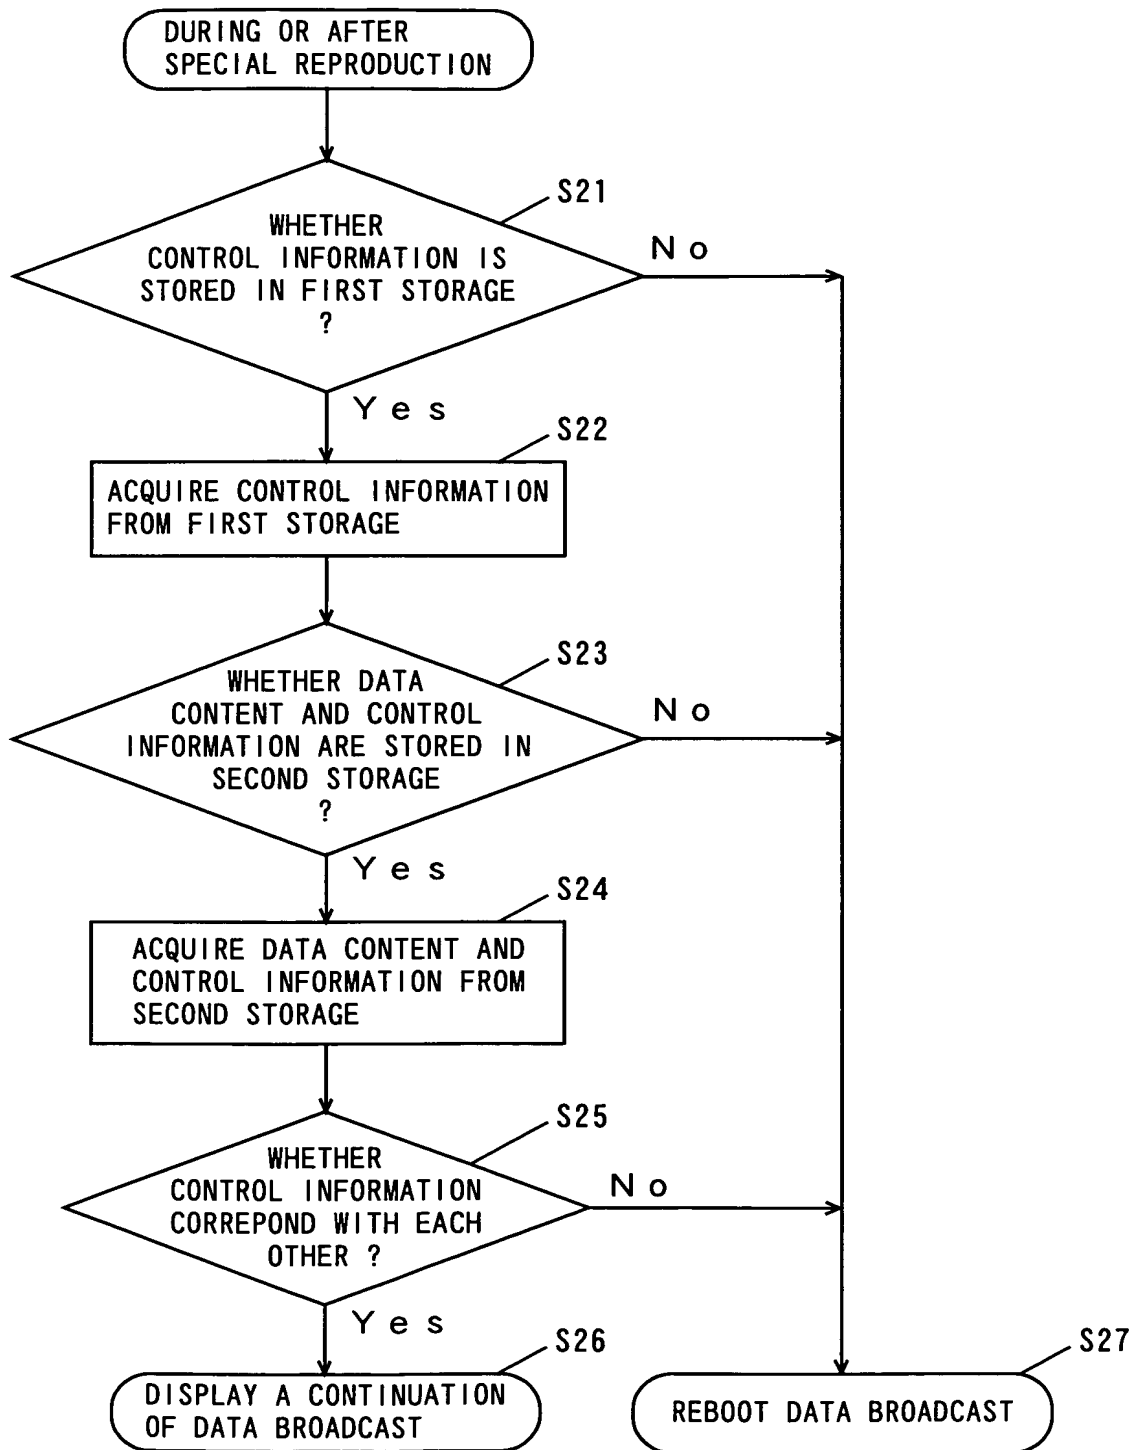 DURING OR AFTER
SPECIAL REPRODUCTION
S21
WHETHER
CONTROL INFORMATION IS
STORED IN FIRST STORAGE
?
No
Yes
S22
ACQUIRE CONTROL INFORMATION
FROM FIRST STORAGE
S23
WHETHER DATA
CONTENT AND CONTROL
INFORMATION ARE STORED IN
SECOND STORAGE
?
No
Yes
S24
ACQUIRE DATA CONTENT AND
CONTROL INFORMATION FROM
SECOND STORAGE
S25
WHETHER
CONTROL INFORMATION
CORREPOND WITH EACH
OTHER ?
No
Yes
S26
DISPLAY A CONTINUATION
OF DATA BROADCAST
S27
REBOOT DATA BROADCAST